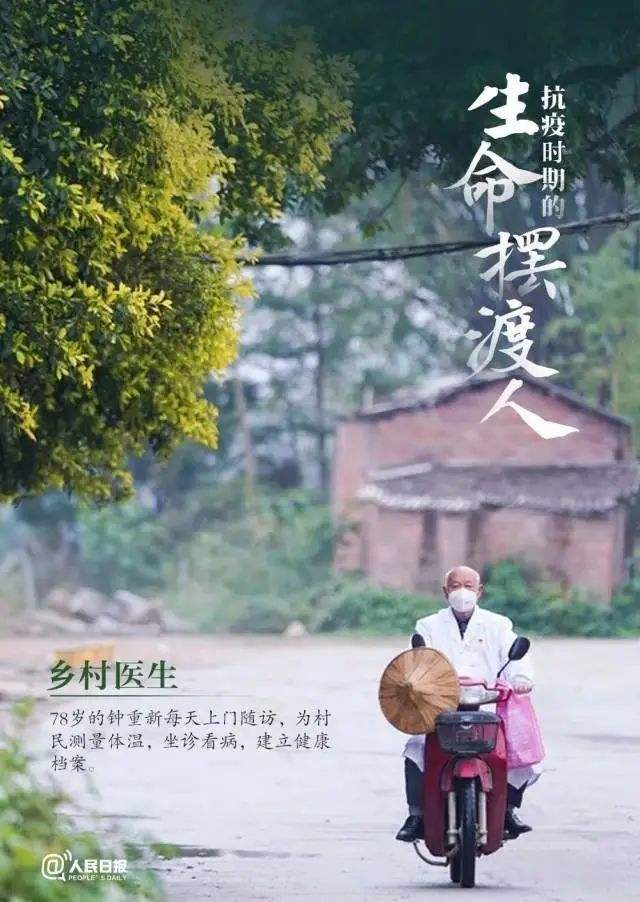 抗疫时期的
生命摆渡人
乡村医生
78岁的钟重新每天上门随访，为村
民测量体温，坐诊看病，建立健康
档案。
@人民日报
PEOPLE'S DAILY